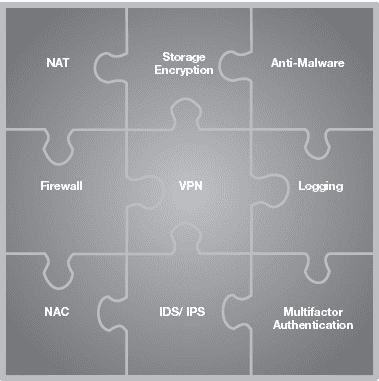 NAT
Storage
Encryption
Anti-Malware
Firewall
VPN
Logging
NAC
IDS/ IPS
Multifactor
Authentication